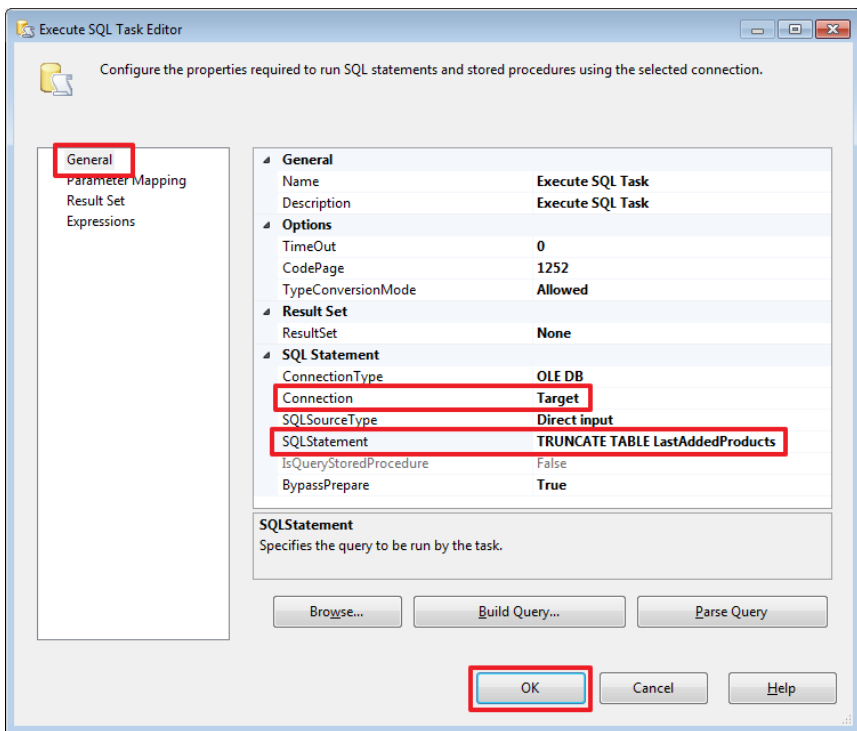 Execute SQL Task Editor
Configure the properties required to run SQL statements and stored procedures using the selected connection.
General
Parameter Mapping
Result Set
Expressions
General
Name Execute SQL Task
Description Execute SQL Task
Options
TimeOut 0
CodePage 1252
TypeConversionMode Allowed
Result Set
ResultSet None
SQL Statement
ConnectionType OLE DB
Connection Target
SQLSourceType Direct input
SQLStatement TRUNCATE TABLE LastAddedProducts
IsQueryStoredProcedure False
BypassPrepare True
SQLStatement
Specifies the query to be run by the task.
Browse... Build Query... Parse Query
OK Cancel Help